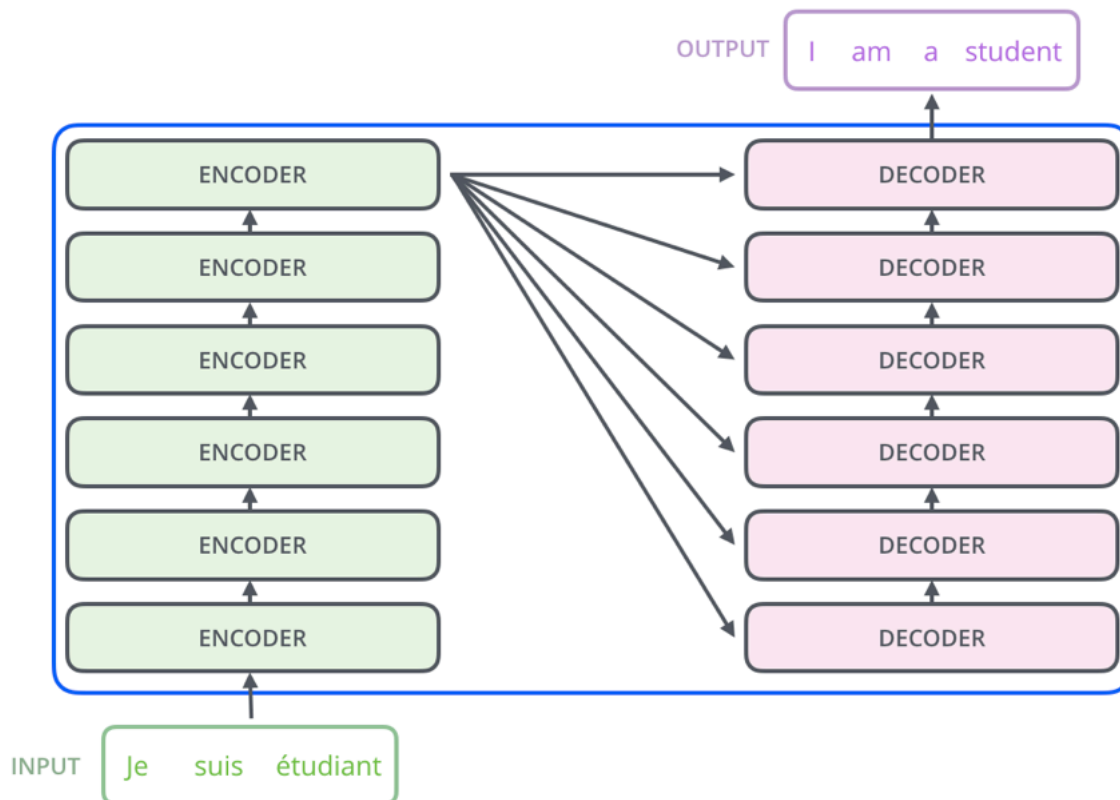 OUTPUT
I am a student
ENCODER
DECODER
ENCODER
DECODER
ENCODER
DECODER
ENCODER
DECODER
ENCODER
DECODER
ENCODER
DECODER
INPUT
Je suis étudiant